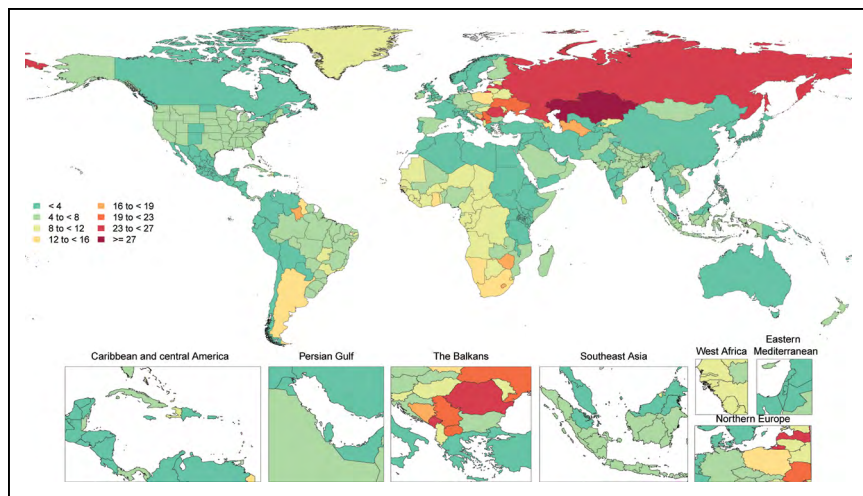 < 4
4 to < 8
8 to < 12
12 to < 16
16 to < 19
19 to < 23
23 to < 27
>= 27
Caribbean and central America
Persian Gulf
The Balkans
Southeast Asia
West Africa
Eastern
Mediterranean
Northern Europe